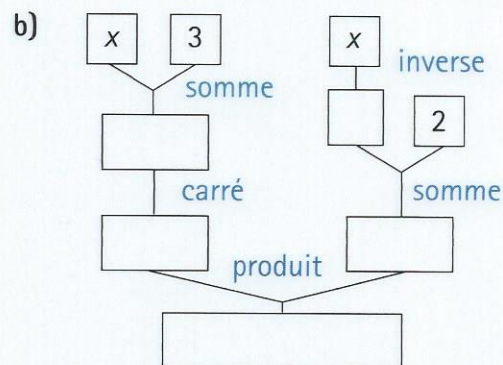 b)
x 3 x
inverse
somme
2
carré somme
produit